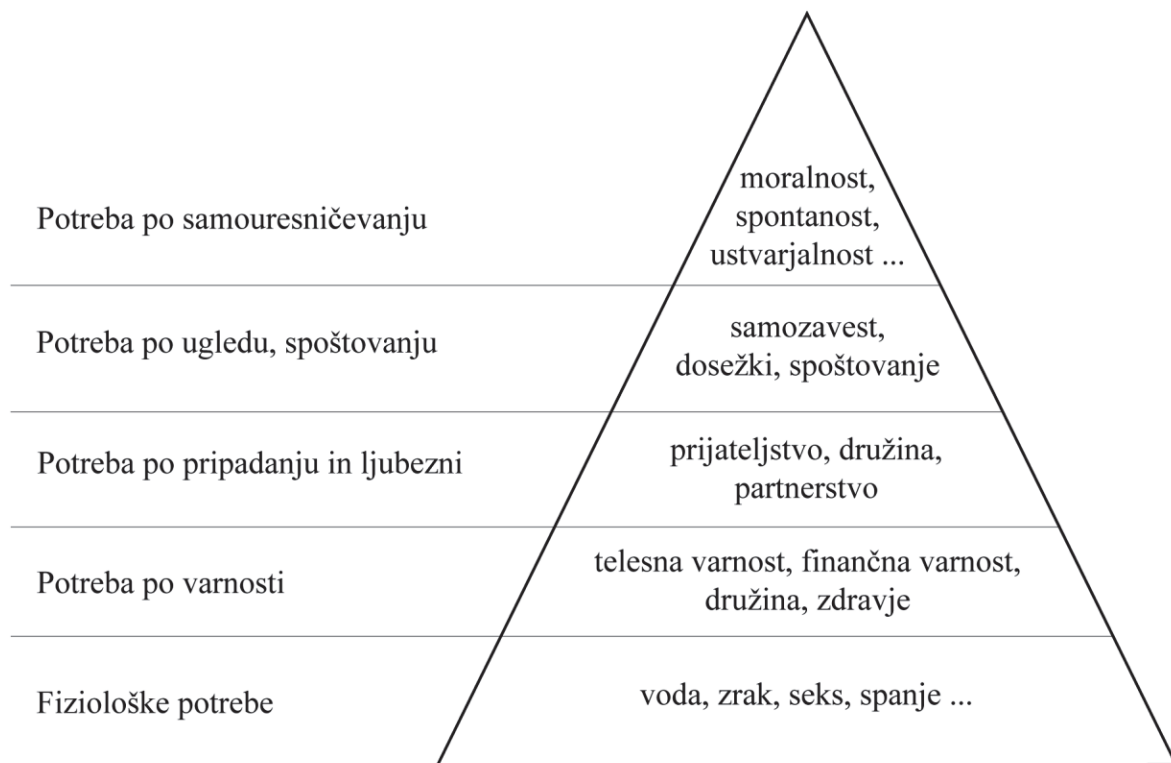 Potreba po samouresničevanju
moralnost,
spontanost,
ustvarjalnost ...
Potreba po ugledu, spoštovanju
samozavest,
dosežki, spoštovanje
Potreba po pripadanju in ljubezni
prijateljstvo, družina,
partnerstvo
Potreba po varnosti
telesna varnost, finančna varnost,
družina, zdravje
Fiziološke potrebe
voda, zrak, seks, spanje ...